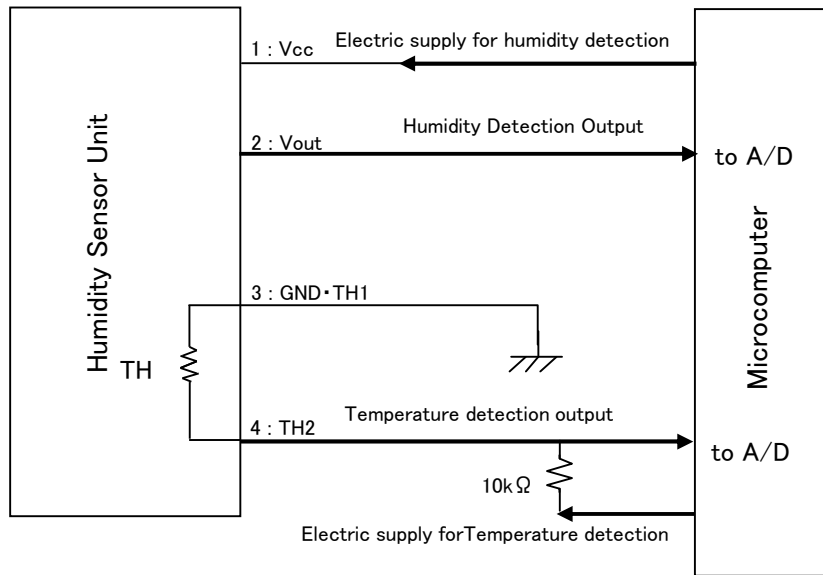 Humidity Sensor Unit
1 : Vcc
Electric supply for humidity detection
2 : Vout
Humidity Detection Output
to A/D
3 : GND・TH1
TH
4 : TH2
Temperature detection output
to A/D
10kΩ
Electric supply forTemperature detection
Microcomputer